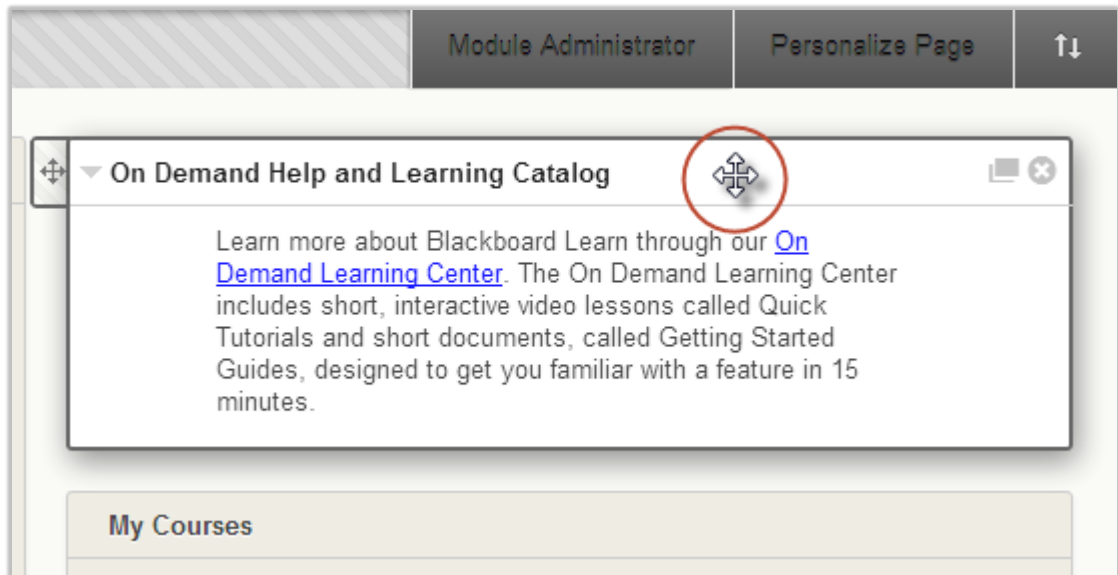 Module Administrator Personalize Page
On Demand Help and Learning Catalog
Learn more about Blackboard Learn through our On
Demand Learning Center. The On Demand Learning Center
includes short, interactive video lessons called Quick
Tutorials and short documents, called Getting Started
Guides, designed to get you familiar with a feature in 15
minutes.
My Courses